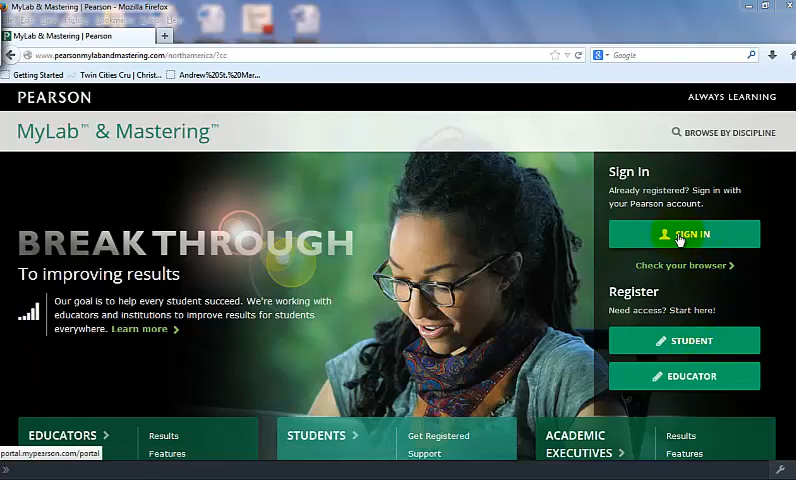 MyLab & Mastering | Pearson - Mozilla Firefox
MyLab & Mastering | Pearson
www.pearsonmylabandmastering.com/northamerica/?cc
Google
Getting Started
Twin Cities Cru | Christ...
Andrew%20St.%20Mar...
PEARSON
ALWAYS LEARNING
MyLab™ & Mastering™
BROWSE BY DISCIPLINE
BREAK THROUGH
To improving results
Our goal is to help every student succeed. We're working with
educators and institutions to improve results for students
everywhere. Learn more
Sign In
Already registered? Sign in with
your Pearson account.
SIGN IN
Check your browser
Register
Need access? Start here!
STUDENT
EDUCATOR
EDUCATORS
Results
Features
STUDENTS
Get Registered
Support
ACADEMIC
EXECUTIVES
Results
Features
portal.mypearson.com/portal